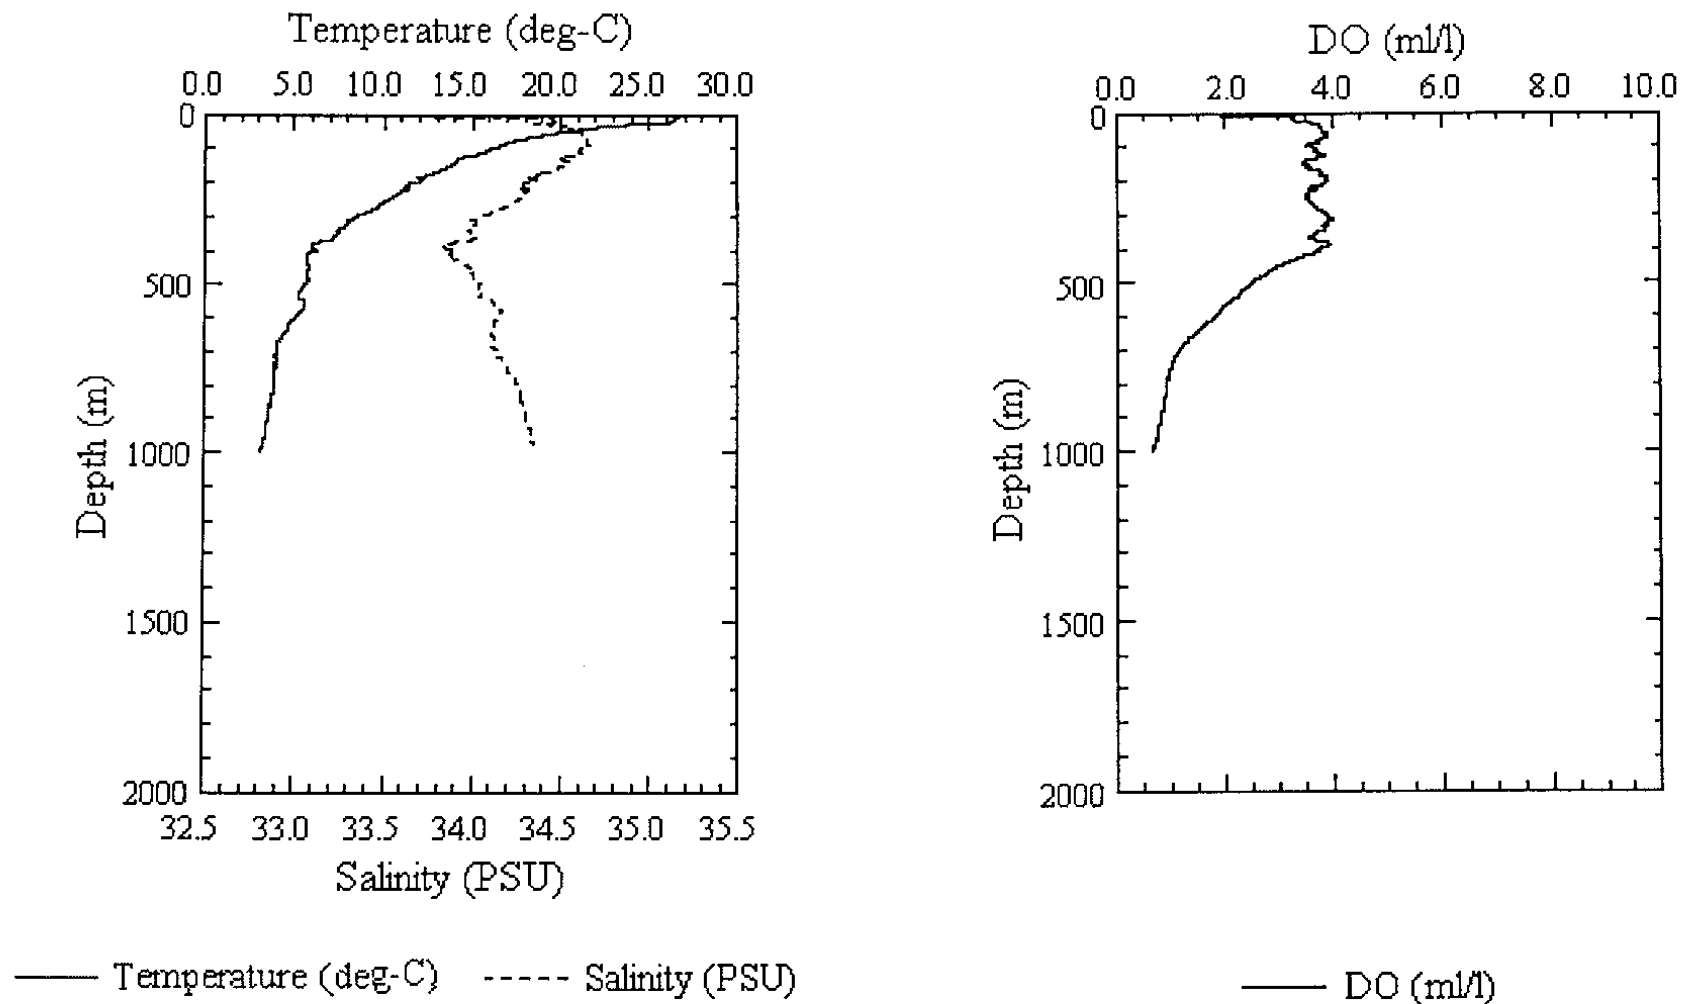 Temperature (deg-C)
0.0 5.0 10.0 15.0 20.0 25.0 30.0
0
500
1000
1500
2000
Depth (m)
32.5 33.0 33.5 34.0 34.5 35.0 35.5
Salinity (PSU)
Temperature (deg-C) Salinity (PSU)
DO (ml/l)
0.0 2.0 4.0 6.0 8.0 10.0
0
500
1000
1500
2000
Depth (m)
DO (ml/l)